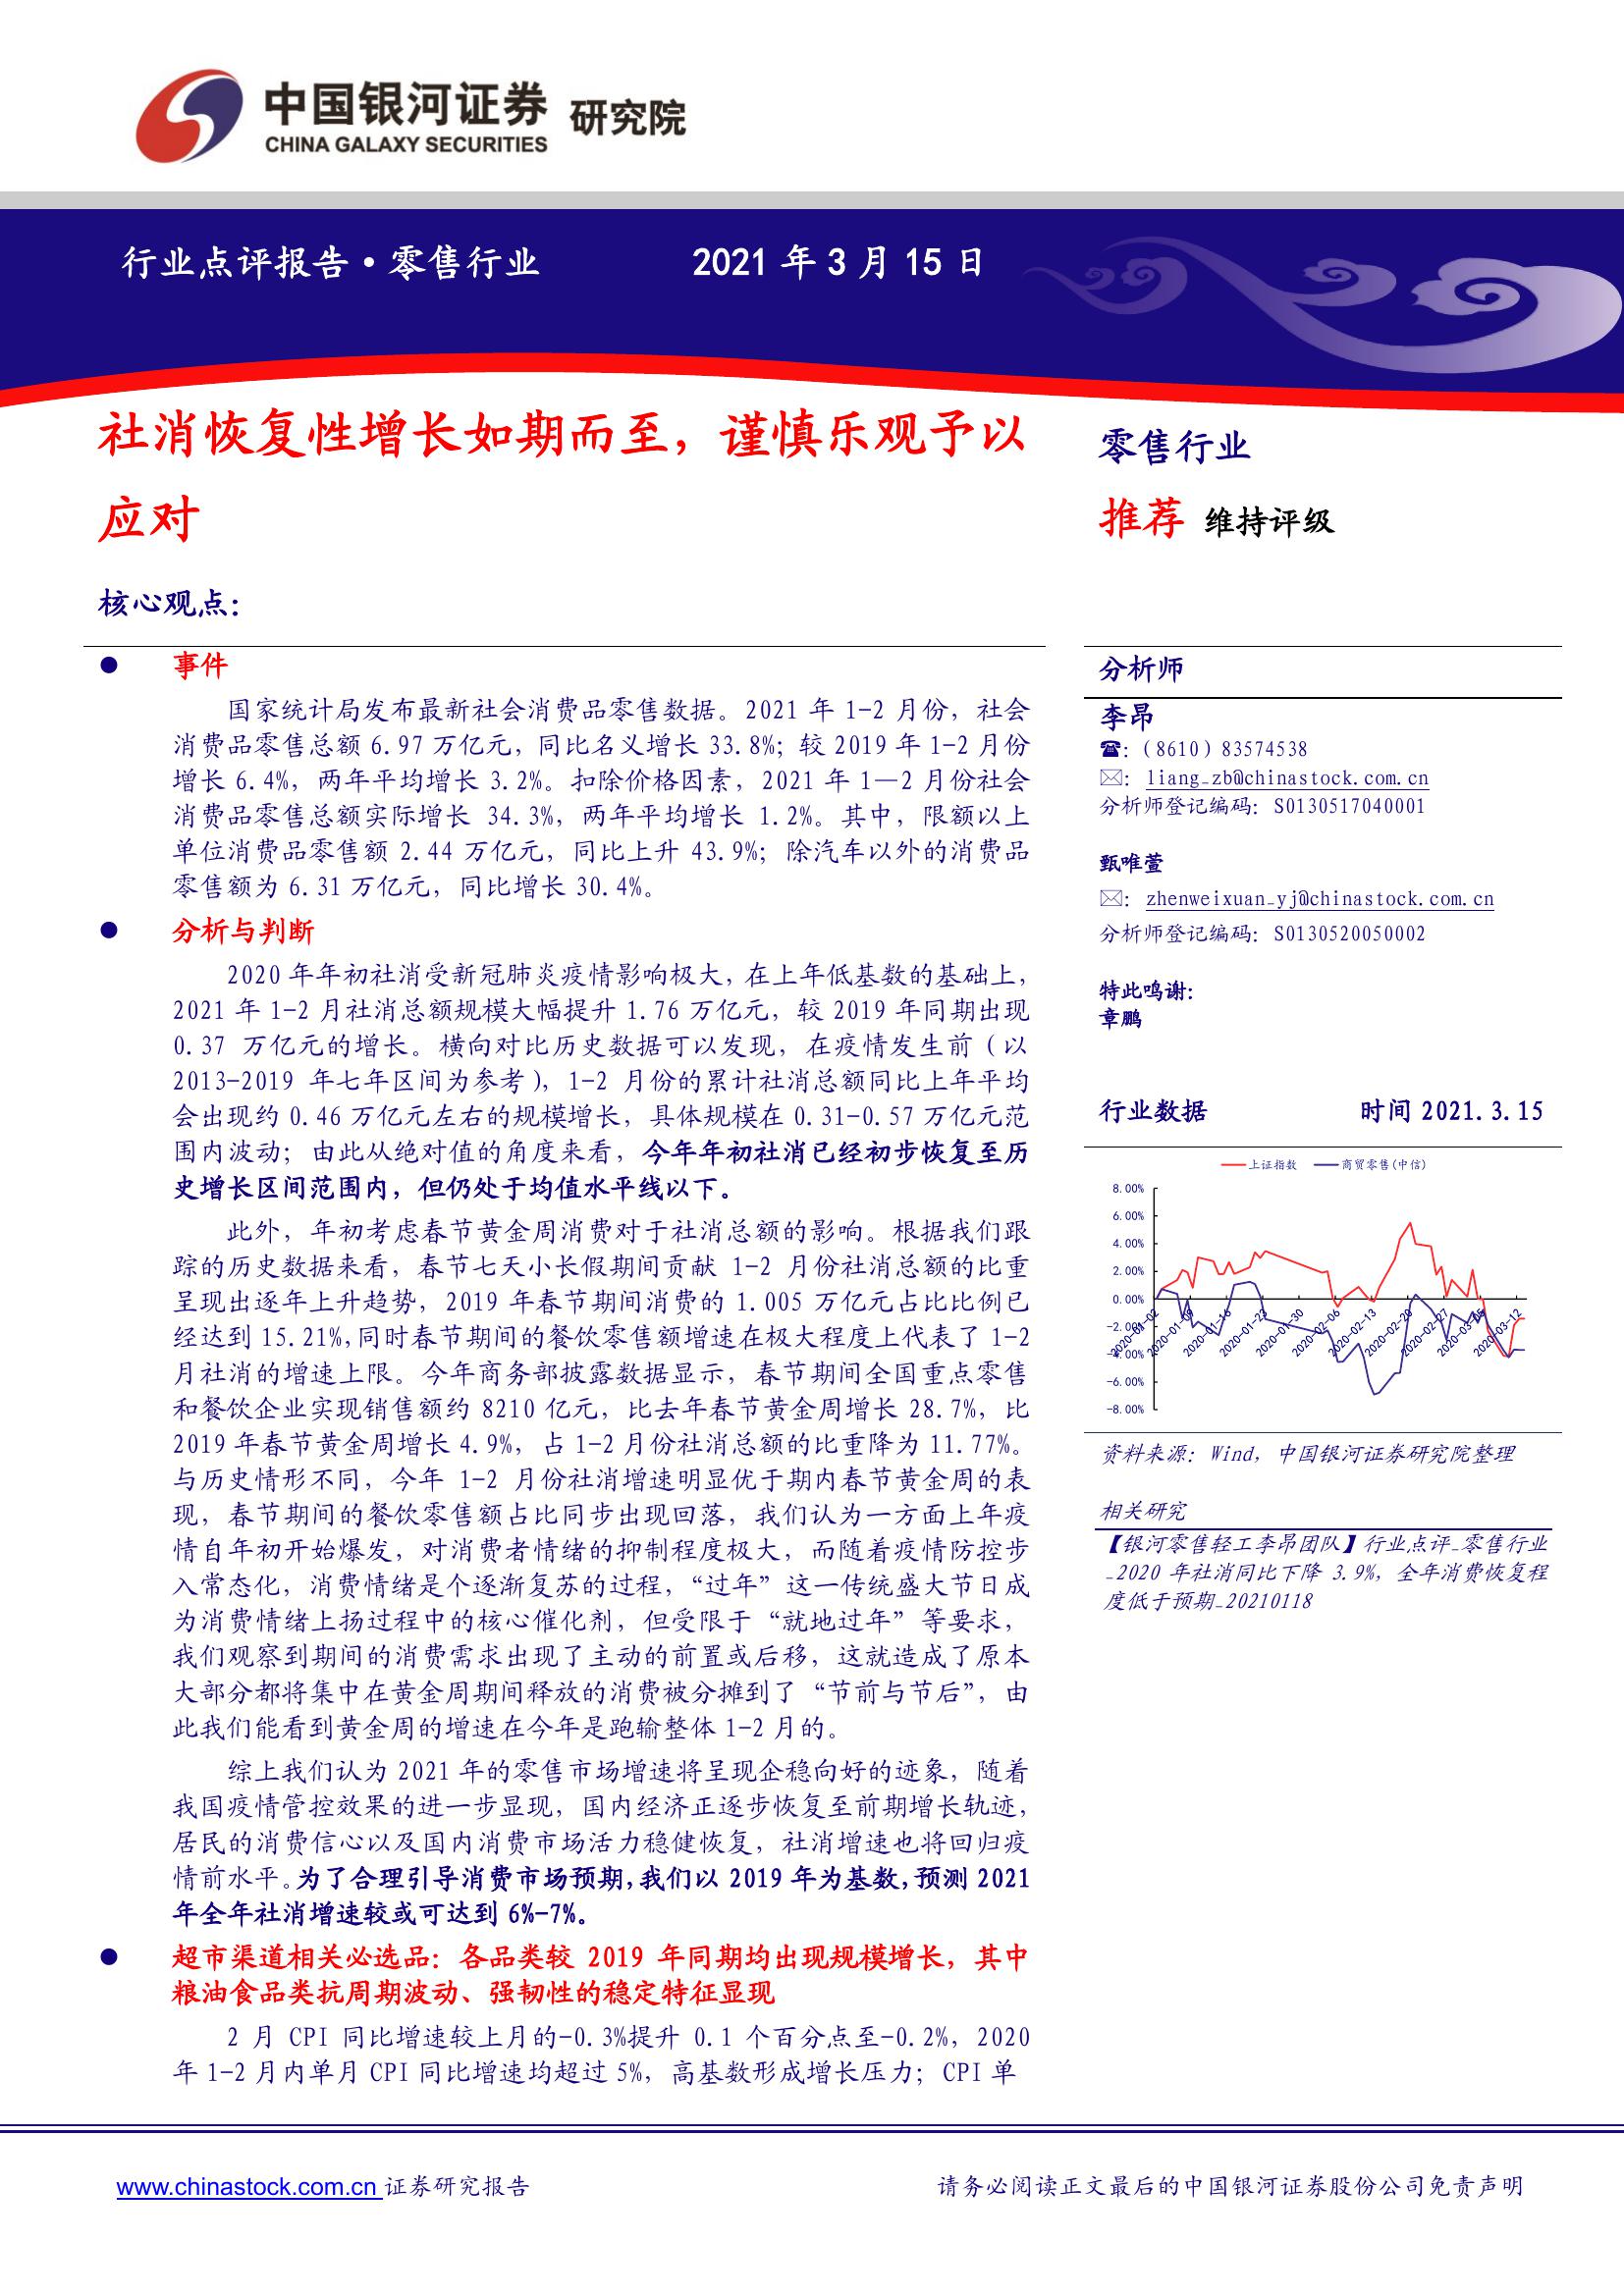 中国银河证券 研究院
CHINA GALAXY SECURITIES
行业点评报告·零售行业 2021 年 3 月 15 日
社消恢复性增长如期而至，谨慎乐观予以
应对
核心观点：
● 事件
国家统计局发布最新社会消费品零售数据。2021 年 1-2 月份，社会
消费品零售总额 6.97 万亿元，同比名义增长 33.8%；较 2019 年 1-2 月份
增长 6.4%，两年平均增长 3.2%。扣除价格因素，2021 年 1—2 月份社会
消费品零售总额实际增长 34.3%，两年平均增长 1.2%。其中，限额以上
单位消费品零售额 2.44 万亿元，同比上升 43.9%；除汽车以外的消费品
零售额为 6.31 万亿元，同比增长 30.4%。
● 分析与判断
2020 年年初社消受新冠肺炎疫情影响极大，在上年低基数的基础上，
2021 年 1-2 月社消总额规模大幅提升 1.76 万亿元，较 2019 年同期出现
0.37 万亿元的增长。横向对比历史数据可以发现，在疫情发生前（以
2013-2019 年七年区间为参考），1-2 月份的累计社消总额同比上年平均
会出现约 0.46 万亿元左右的规模增长，具体规模在 0.31-0.57 万亿元范
围内波动；由此从绝对值的角度来看，今年年初社消已经初步恢复至历
史增长区间范围内，但仍处于均值水平线以下。
此外，年初考虑春节黄金周消费对于社消总额的影响。根据我们跟
踪的历史数据来看，春节七天小长假期间贡献 1-2 月份社消总额的比重
呈现出逐年上升趋势，2019 年春节期间消费的 1.005 万亿元占比比例已
经达到 15.21%，同时春节期间的餐饮零售额增速在极大程度上代表了 1-2
月社消的增速上限。今年商务部披露数据显示，春节期间全国重点零售
和餐饮企业实现销售额约 8210 亿元，比去年春节黄金周增长 28.7%，比
2019 年春节黄金周增长 4.9%，占 1-2 月份社消总额的比重降为 11.77%。
与历史情形不同，今年 1-2 月份社消增速明显优于期内春节黄金周的表
现，春节期间的餐饮零售额占比同步出现回落，我们认为一方面上年疫
情自年初开始爆发，对消费者情绪的抑制程度极大，而随着疫情防控步
入常态化，消费情绪是个逐渐复苏的过程，“过年”这一传统盛大节日成
为消费情绪上扬过程中的核心催化剂，但受限于“就地过年”等要求，
我们观察到期间的消费需求出现了主动的前置或后移，这就造成了原本
大部分都将集中在黄金周期间释放的消费被分摊到了“节前与节后”，由
此我们能看到黄金周的增速在今年是跑输整体 1-2 月的。
综上我们认为 2021 年的零售市场增速将呈现企稳向好的迹象，随着
我国疫情管控效果的进一步显现，国内经济正逐步恢复至前期增长轨迹，
居民的消费信心以及国内消费市场活力稳健恢复，社消增速也将回归疫
情前水平。为了合理引导消费市场预期，我们以 2019 年为基数，预测 2021
年全年社消增速较或可达到 6%-7%。
● 超市渠道相关必选品：各品类较 2019 年同期均出现规模增长，其中
粮油食品类抗周期波动、强韧性的稳定特征显现
2 月 CPI 同比增速较上月的-0.3%提升 0.1 个百分点至-0.2%，2020
年 1-2 月内单月 CPI 同比增速均超过 5%，高基数形成增长压力；CPI 单
零售行业
推荐 维持评级
分析师
李昂
☎：（8610）83574538
✉： liang_zb@chinastock.com.cn
分析师登记编码：S0130517040001
甄唯萱
✉： zhenweixuan_yj@chinastock.com.cn
分析师登记编码：S0130520050002
特此鸣谢：
章鹏
行业数据 时间 2021.3.15
上证指数 商贸零售(中信)
8.00%
6.00%
4.00%
2.00%
0.00%
-2.00%
-4.00%
-6.00%
-8.00%
2020-01-02
2020-01-09
2020-01-16
2020-01-23
2020-01-30
2020-02-06
2020-02-13
2020-02-20
2020-02-27
2020-03-05
2020-03-12
资料来源：Wind，中国银河证券研究院整理
相关研究
【银河零售轻工李昂团队】行业点评_零售行业
_2020 年社消同比下降 3.9%，全年消费恢复程
度低于预期_20210118
www.chinastock.com.cn 证券研究报告 请务必阅读正文最后的中国银河证券股份公司免责声明